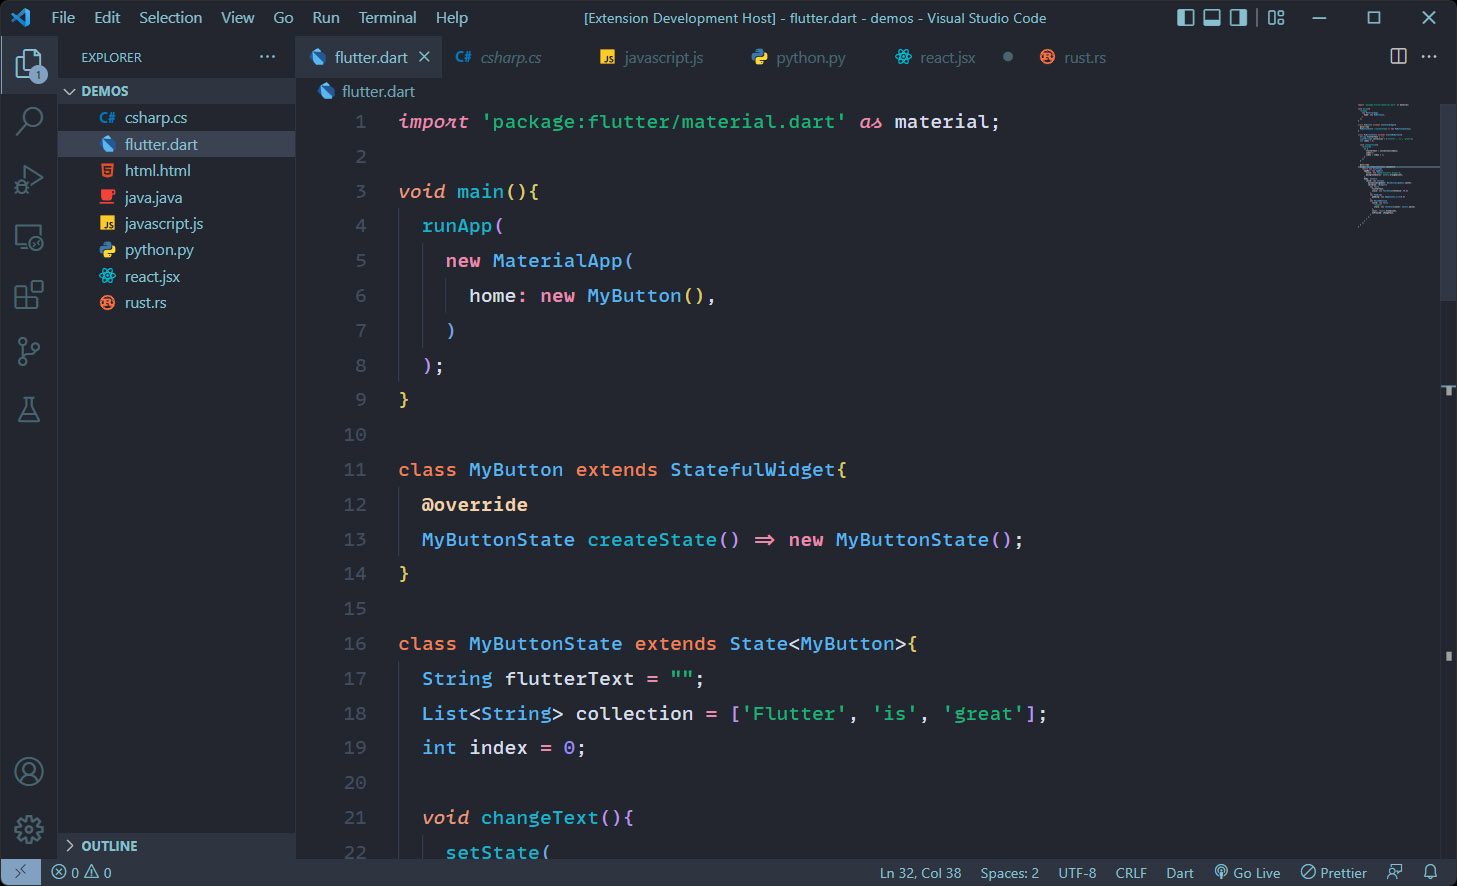 File Edit Selection View Go Run Terminal Help [Extension Development Host] - flutter.dart - demos - Visual Studio Code
EXPLORER ···
1
DEMOS
C# csharp.cs
flutter.dart
html.html
java.java
JS javascript.js
python.py
react.jsx
rust.rs
OUTLINE
flutter.dart C# csharp.cs JS javascript.js python.py react.jsx rust.rs
flutter.dart
1 import 'package:flutter/material.dart' as material;
2
3 void main(){
4 runApp(
5 new MaterialApp(
6 home: new MyButton(),
7 )
8 );
9 }
10
11 class MyButton extends StatefulWidget{
12 @override
13 MyButtonState createState() => new MyButtonState();
14 }
15
16 class MyButtonState extends State<MyButton>{
17 String flutterText = "";
18 List<String> collection = ['Flutter', 'is', 'great'];
19 int index = 0;
20
21 void changeText(){
22 setState(
0 0 Ln 32, Col 38 Spaces: 2 UTF-8 CRLF Dart Go Live Prettier